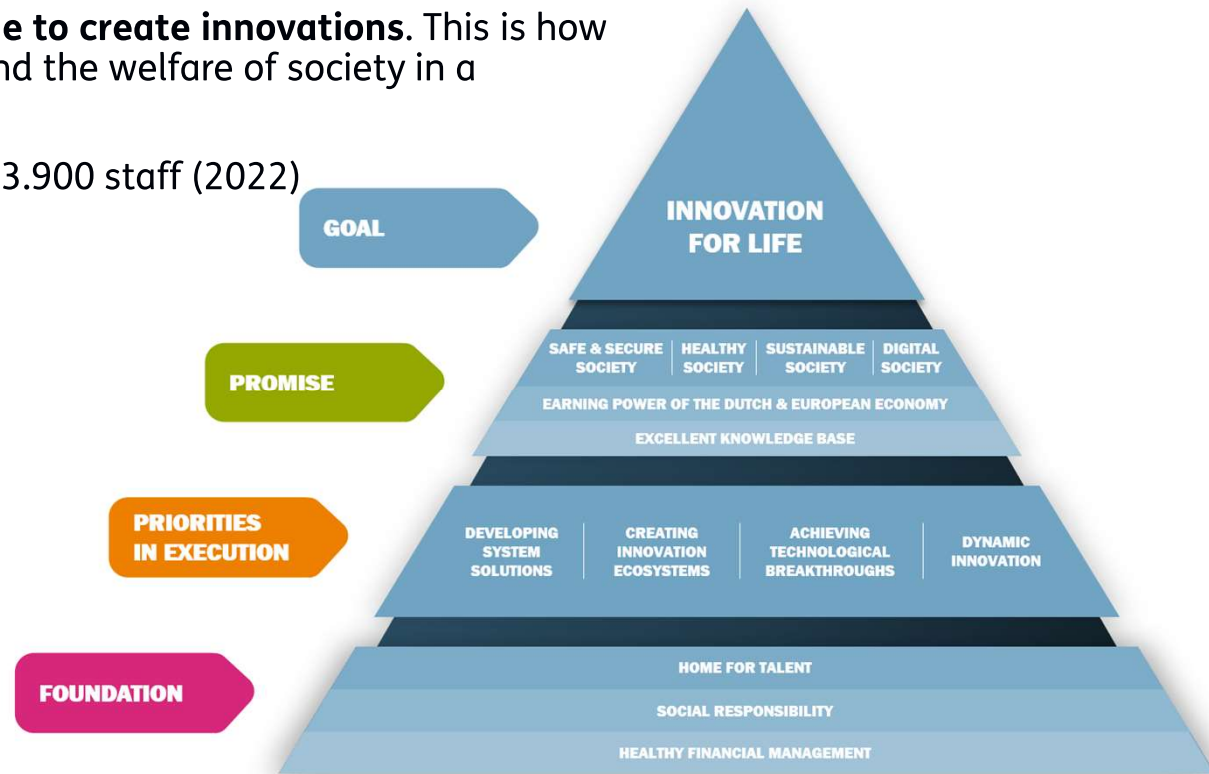 e to create innovations. This is how
nd the welfare of society in a
3.900 staff (2022)
GOAL
INNOVATION
FOR LIFE
PROMISE
SAFE & SECURE
SOCIETY
HEALTHY
SOCIETY
SUSTAINABLE
SOCIETY
DIGITAL
SOCIETY
EARNING POWER OF THE DUTCH & EUROPEAN ECONOMY
EXCELLENT KNOWLEDGE BASE
PRIORITIES
IN EXECUTION
DEVELOPING
SYSTEM
SOLUTIONS
CREATING
INNOVATION
ECOSYSTEMS
ACHIEVING
TECHNOLOGICAL
BREAKTHROUGHS
DYNAMIC
INNOVATION
FOUNDATION
HOME FOR TALENT
SOCIAL RESPONSIBILITY
HEALTHY FINANCIAL MANAGEMENT